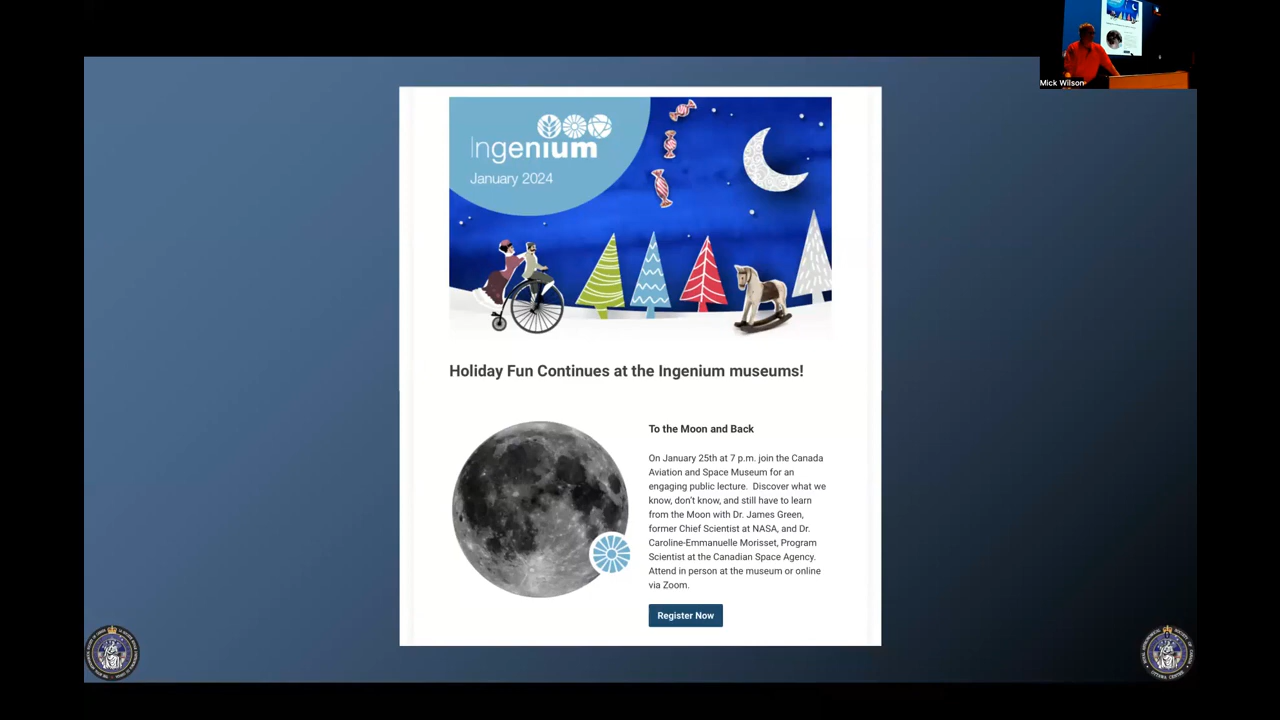 Mick Wilson
Ingenium
January 2024
Holiday Fun Continues at the Ingenium museums!
To the Moon and Back
On January 25th at 7 p.m. join the Canada
Aviation and Space Museum for an
engaging public lecture. Discover what we
know, don't know, and still have to learn
from the Moon with Dr. James Green,
former Chief Scientist at NASA, and Dr.
Caroline-Emmanuelle Morisset, Program
Scientist at the Canadian Space Agency.
Attend in person at the museum or online
via Zoom.
Register Now